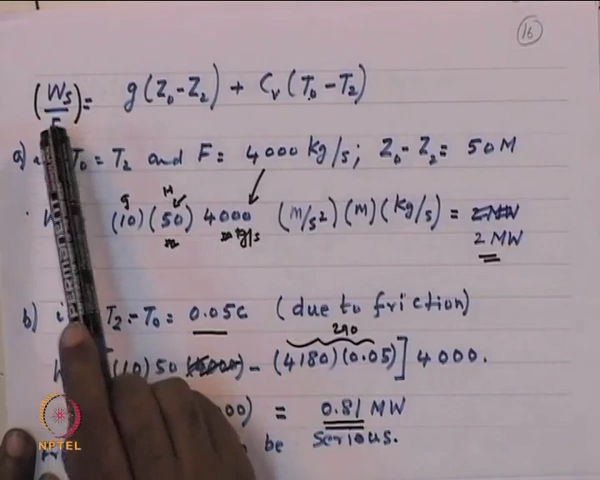 16
(Ws/F) = g(Z0-Z2) + Cv(T0-T2)
a) T0 = T2 and F = 4000 kg/s; Z0-Z2 = 50M
g M
(10)(50) 4000 (m/s²)(m)(kg/s) =
kg/s 2 MW
b) T2-T0 = 0.05C (due to friction)
210
(10)50 - (4180)(0.05)] 4000.
00) = 0.81 MW
be serious.
NPTEL